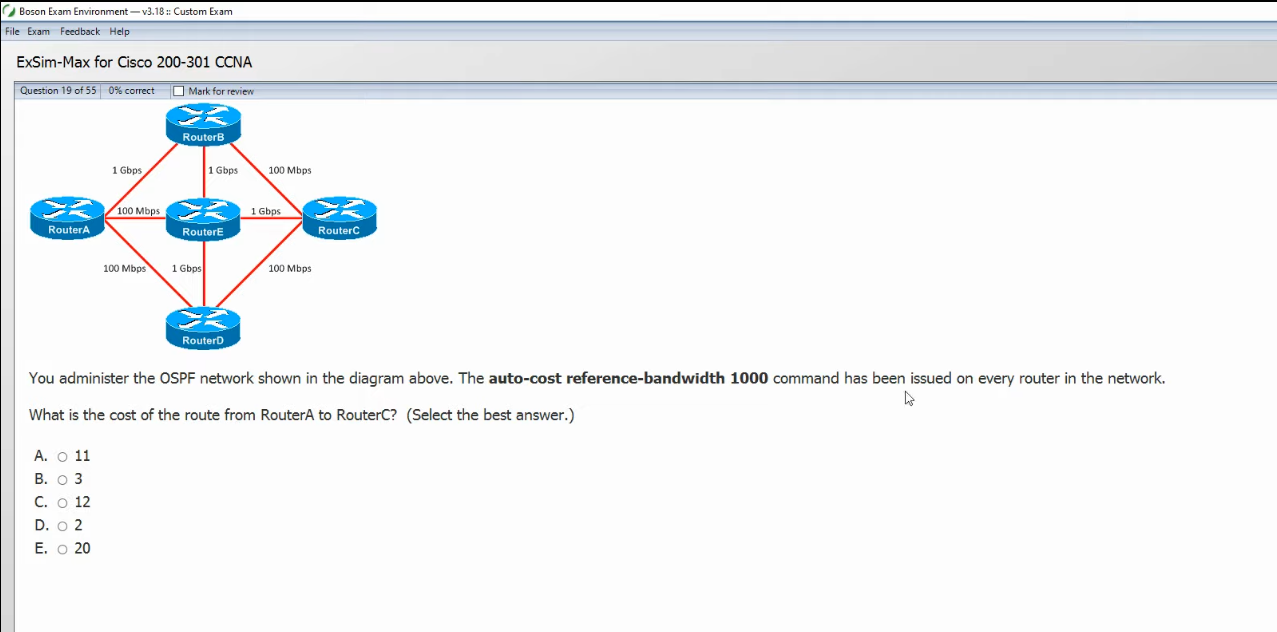 Boson Exam Environment — v3.18 :: Custom Exam
File Exam Feedback Help
ExSim-Max for Cisco 200-301 CCNA
Question 19 of 55 0% correct Mark for review
RouterB
1 Gbps 1 Gbps 100 Mbps
100 Mbps 1 Gbps
RouterA RouterE RouterC
100 Mbps 1 Gbps 100 Mbps
RouterD
You administer the OSPF network shown in the diagram above. The auto-cost reference-bandwidth 1000 command has been issued on every router in the network.
What is the cost of the route from RouterA to RouterC? (Select the best answer.)
A. 11
B. 3
C. 12
D. 2
E. 20